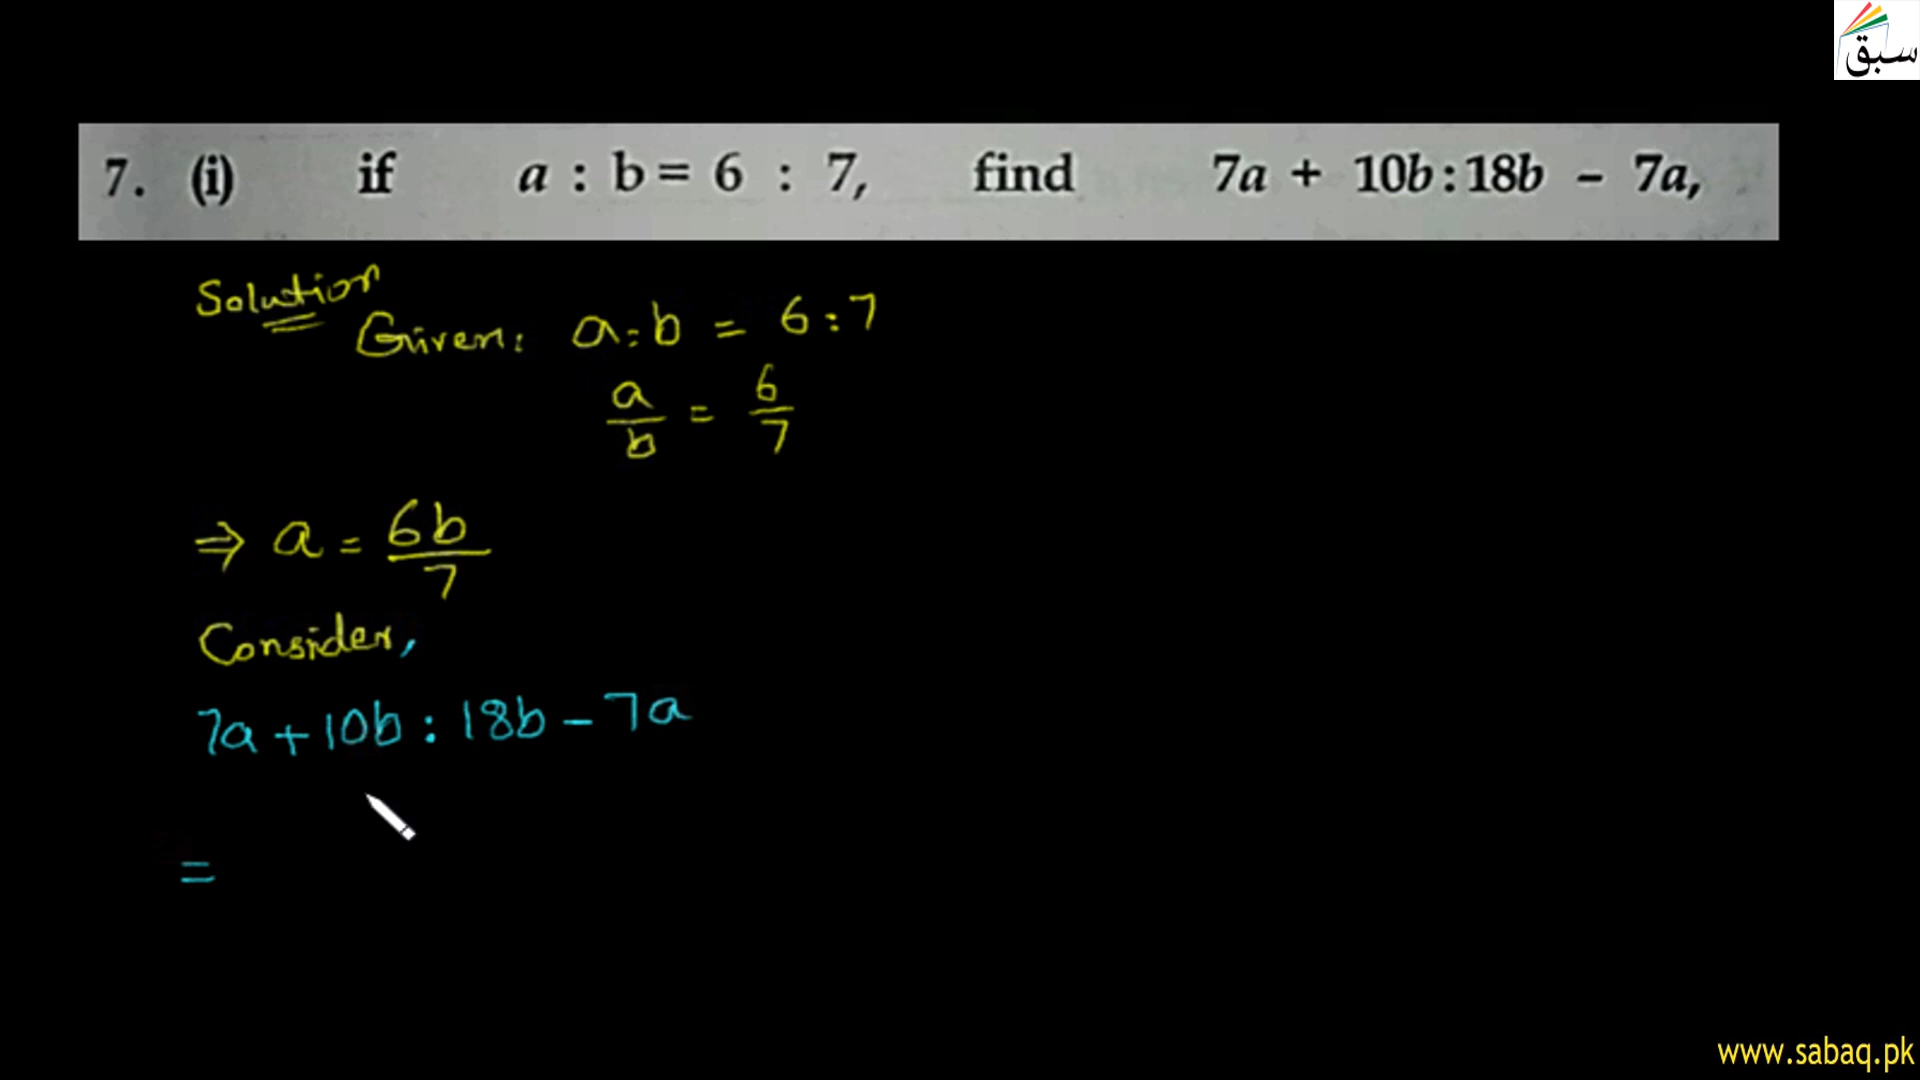 سبق
7. (i) if a : b = 6 : 7, find 7a + 10b : 18b - 7a,
Solution
Given: a:b = 6:7
a/b = 6/7
⇒ a = 6b/7
Consider,
7a + 10b : 18b - 7a
=
www.sabaq.pk